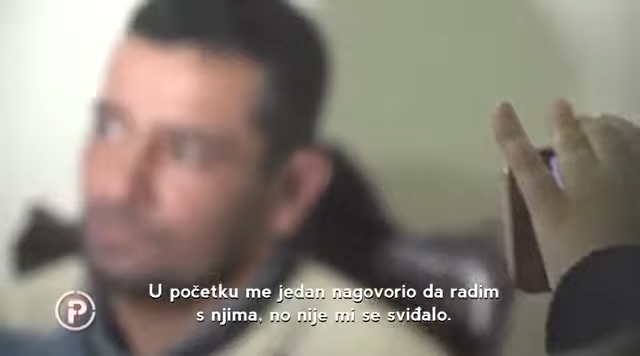 U početku me jedan nagovorio da radim
s njima, no nije mi se sviđalo.
P